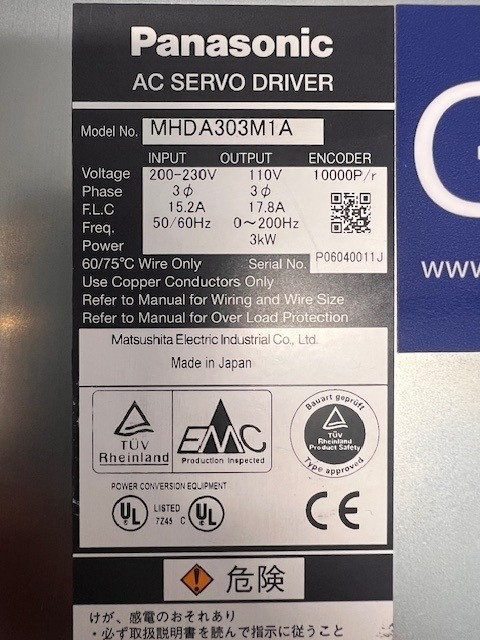 Panasonic
AC SERVO DRIVER
Model No. MHDA303M1A
INPUT OUTPUT ENCODER
Voltage 200-230V 110V 10000P/r
Phase 3ϕ 3ϕ
F.L.C 15.2A 17.8A
Freq. 50/60Hz 0~200Hz
Power 3kW
60/75℃ Wire Only Serial No. P06040011J
Use Copper Conductors Only
Refer to Manual for Wiring and Wire Size
Refer to Manual for Over Load Protection
Matsushita Electric Industrial Co., Ltd.
Made in Japan
TÜV
Rheinland
EMC
Production Inspected
Bauart geprüft
TÜV
Rheinland
Product Safety
Type approved
POWER CONVERSION EQUIPMENT
UL LISTED 7Z45 C UL
CE
危険
けが、感電のおそれあり
・必ず取扱説明書を読んで指示に従うこと
G
www.